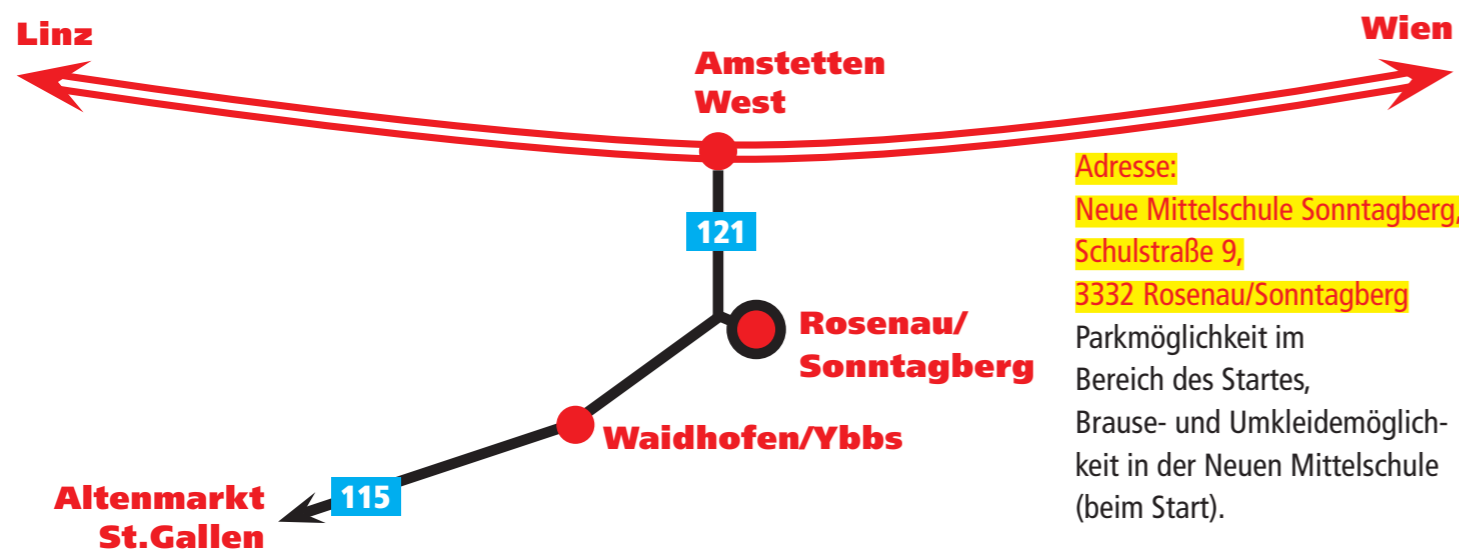 Linz
Wien
Amstetten
West
121
Adresse:
Neue Mittelschule Sonntagberg,
Schulstraße 9,
3332 Rosenau/Sonntagberg
Parkmöglichkeit im
Bereich des Startes,
Brause- und Umkleidemöglich-
keit in der Neuen Mittelschule
(beim Start).
Rosenau/
Sonntagberg
Waidhofen/Ybbs
115
Altenmarkt
St.Gallen